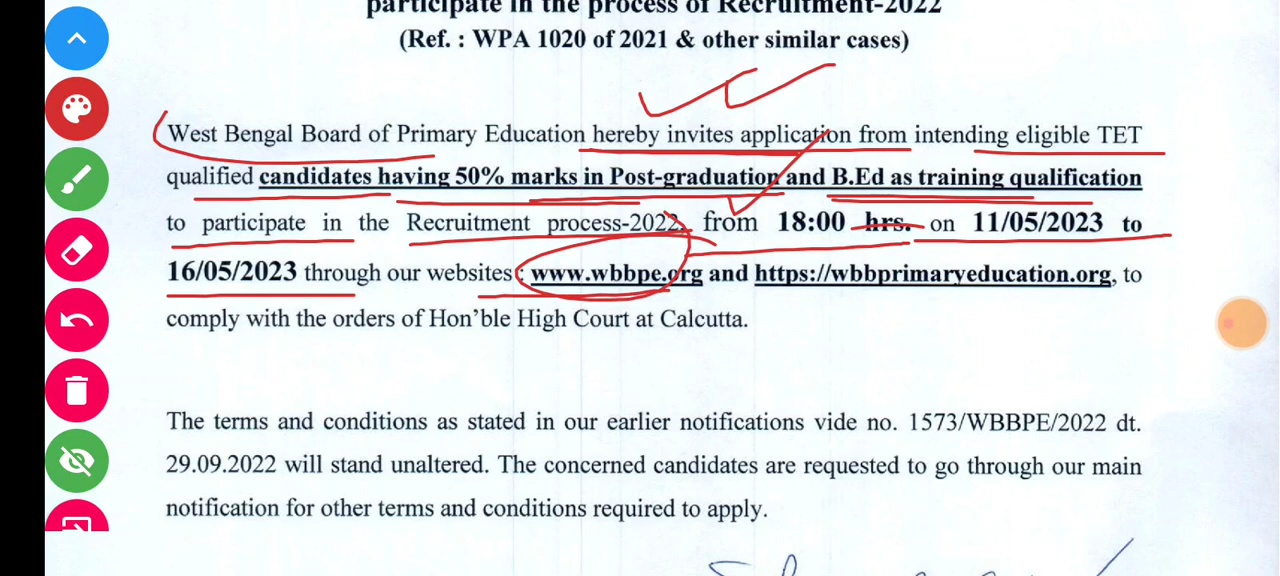 participate in the process of Recruitment-2022
(Ref. : WPA 1020 of 2021 & other similar cases)
West Bengal Board of Primary Education hereby invites application from intending eligible TET
qualified candidates having 50% marks in Post-graduation and B.Ed as training qualification
to participate in the Recruitment process-2022, from 18:00 hrs. on 11/05/2023 to
16/05/2023 through our websites : www.wbbpe.org and https://wbbprimaryeducation.org, to
comply with the orders of Hon’ble High Court at Calcutta.
The terms and conditions as stated in our earlier notifications vide no. 1573/WBBPE/2022 dt.
29.09.2022 will stand unaltered. The concerned candidates are requested to go through our main
notification for other terms and conditions required to apply.